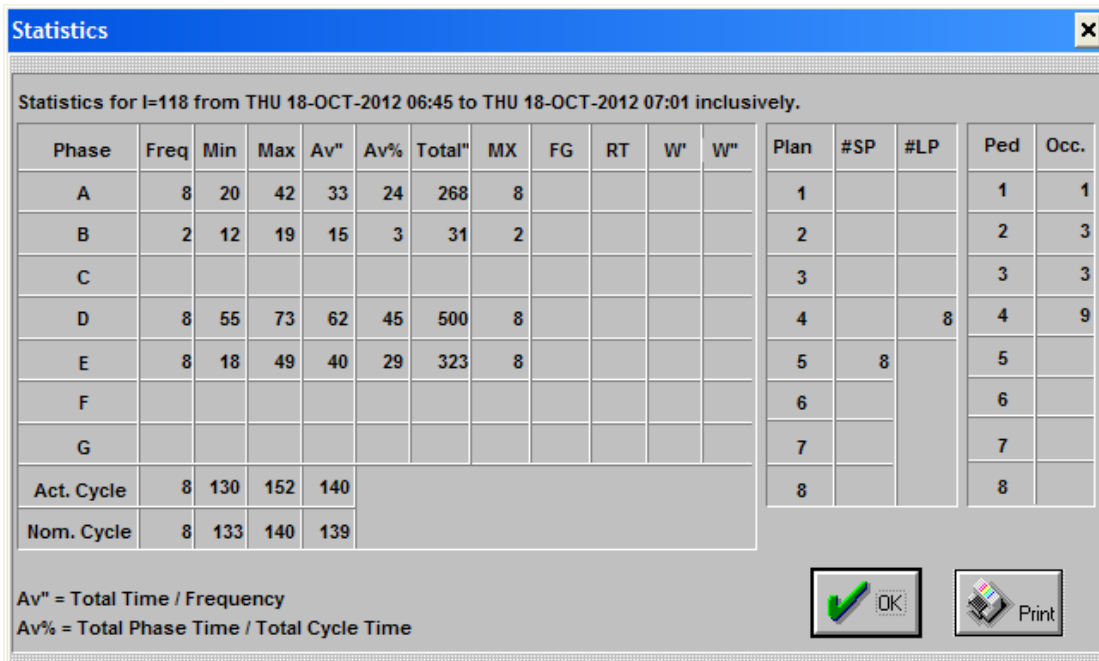 Statistics
Statistics for I=118 from THU 18-OCT-2012 06:45 to THU 18-OCT-2012 07:01 inclusively.
Phase Freq Min Max Av" Av% Total" MX FG RT W' W" Plan #SP #LP Ped Occ.
A 8 20 42 33 24 268 8 1 1 1
B 2 12 19 15 3 31 2 2 2 3
C 3 3 3
D 8 55 73 62 45 500 8 4 8 4 9
E 8 18 49 40 29 323 8 5 8 5
F 6 6
G 7 7
Act. Cycle 8 130 152 140 8 8
Nom. Cycle 8 133 140 139
Av" = Total Time / Frequency
Av% = Total Phase Time / Total Cycle Time
OK
Print